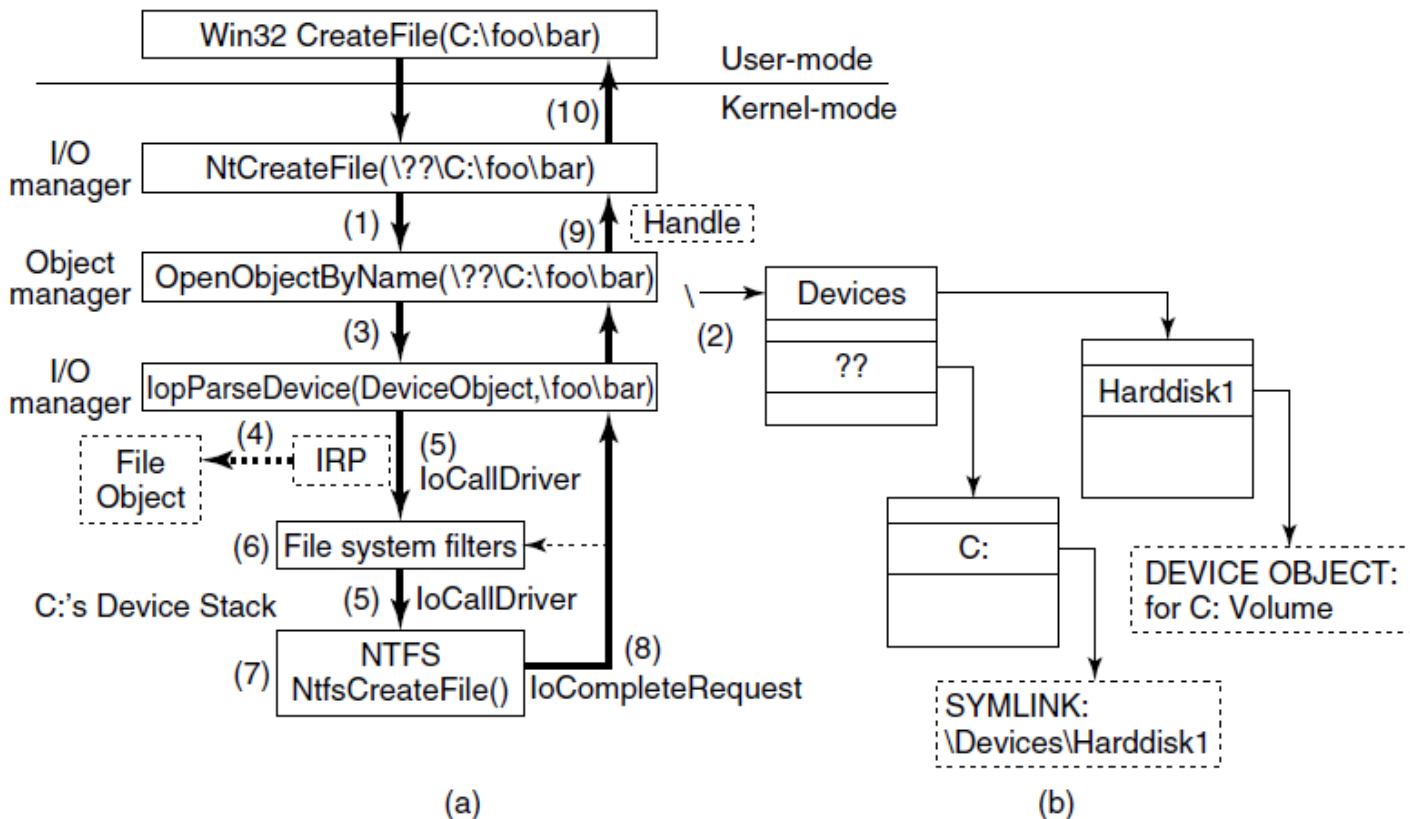 Win32 CreateFile(C:\foo\bar)
User-mode
Kernel-mode
(10)
I/O
manager
NtCreateFile(\??\C:\foo\bar)
(1)
(9)
Handle
Object
manager
OpenObjectByName(\??\C:\foo\bar)
(3)
I/O
manager
IopParseDevice(DeviceObject,\foo\bar)
(4)
File
Object
IRP
(5)
IoCallDriver
(6)
File system filters
C:'s Device Stack
(5)
IoCallDriver
(7)
NTFS
NtfsCreateFile()
(8)
IoCompleteRequest
(a)
\
(2)
Devices
??
Harddisk1
C:
DEVICE OBJECT:
for C: Volume
SYMLINK:
\Devices\Harddisk1
(b)